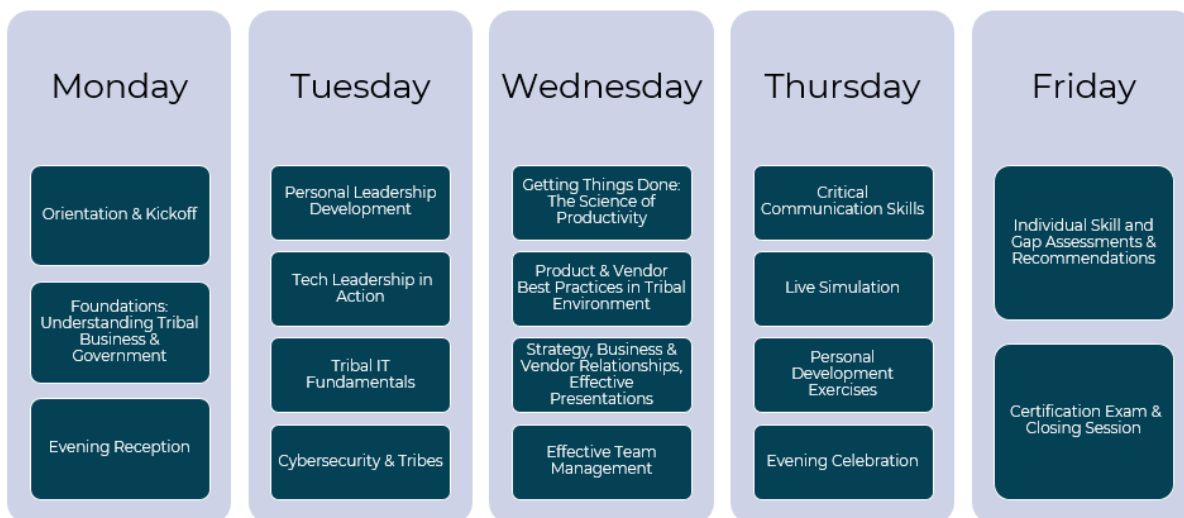 Monday
Orientation & Kickoff
Foundations:
Understanding Tribal
Business &
Government
Evening Reception
Tuesday
Personal Leadership
Development
Tech Leadership in
Action
Tribal IT
Fundamentals
Cybersecurity & Tribes
Wednesday
Getting Things Done:
The Science of
Productivity
Product & Vendor
Best Practices in Tribal
Environment
Strategy, Business &
Vendor Relationships,
Effective
Presentations
Effective Team
Management
Thursday
Critical
Communication Skills
Live Simulation
Personal
Development
Exercises
Evening Celebration
Friday
Individual Skill and
Gap Assessments &
Recommendations
Certification Exam &
Closing Session